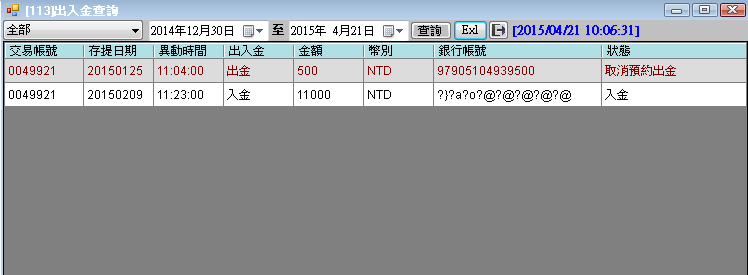 [113]出入金查詢
全部 2014年12月30日 至 2015年 4月21日 查詢 Exl [2015/04/21 10:06:31]
交易帳號 存提日期 異動時間 出入金 金額 幣別 銀行帳號 狀態
0049921 20150125 11:04:00 出金 500 NTD 97905104939500 取消預約出金
0049921 20150209 11:23:00 入金 11000 NTD ?}?a?o?@?@?@?@?@ 入金